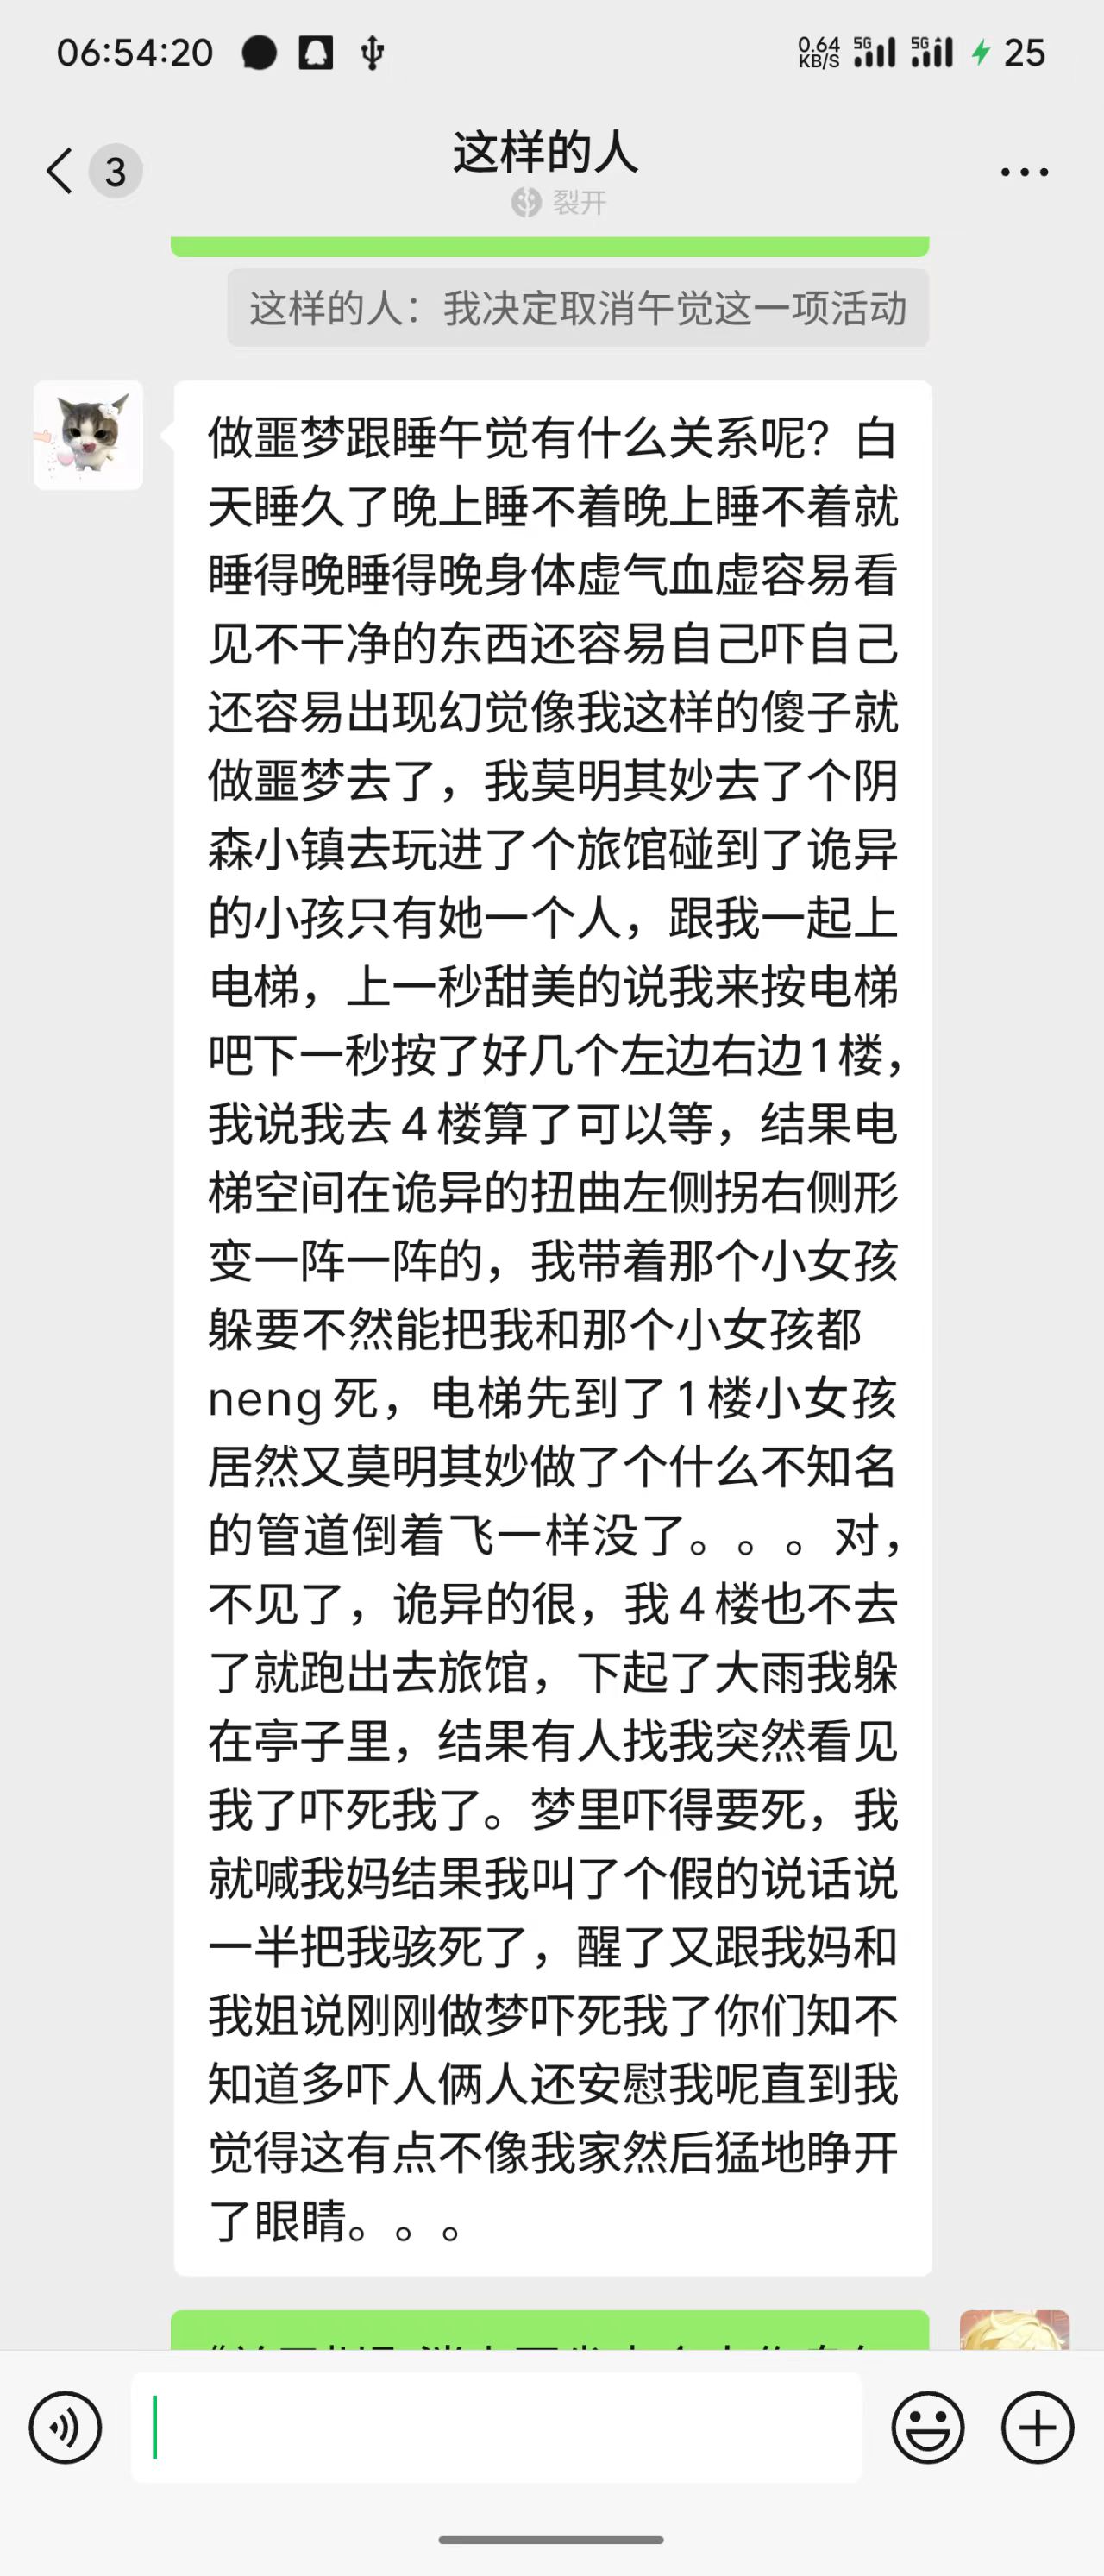 06:54:20
0.64 KB/S 5G 5G 25
3
这样的人
裂开
这样的人：我决定取消午觉这一项活动
做噩梦跟睡午觉有什么关系呢？白
天睡久了晚上睡不着晚上睡不着就
睡得晚睡得晚身体虚气血虚容易看
见不干净的东西还容易自己吓自己
还容易出现幻觉像我这样的傻子就
做噩梦去了，我莫明其妙去了个阴
森小镇去玩进了个旅馆碰到了诡异
的小孩只有她一个人，跟我一起上
电梯，上一秒甜美的说我来按电梯
吧下一秒按了好几个左边右边1楼，
我说我去4楼算了可以等，结果电
梯空间在诡异的扭曲左侧拐右侧形
变一阵一阵的，我带着那个小女孩
躲要不然能把我和那个小女孩都
neng死，电梯先到了1楼小女孩
居然又莫明其妙做了个什么不知名
的管道倒着飞一样没了。。。对，
不见了，诡异的很，我4楼也不去
了就跑出去旅馆，下起了大雨我躲
在亭子里，结果有人找我突然看见
我了吓死我了。梦里吓得要死，我
就喊我妈结果我叫了个假的说话说
一半把我骇死了，醒了又跟我妈和
我姐说刚刚做梦吓死我了你们知不
知道多吓人俩人还安慰我呢直到我
觉得这有点不像我家然后猛地睁开
了眼睛。。。